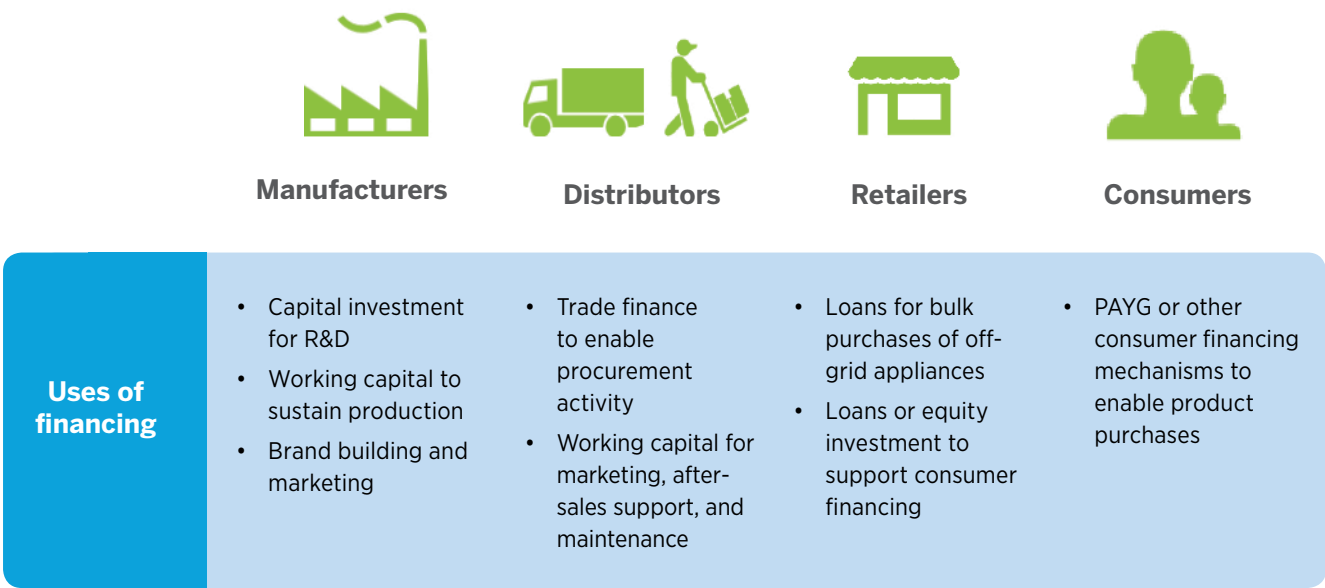 Manufacturers
Distributors
Retailers
Consumers
Uses of
financing
• Capital investment
for R&D
• Working capital to
sustain production
• Brand building and
marketing
• Trade finance
to enable
procurement
activity
• Working capital for
marketing, after-
sales support, and
maintenance
• Loans for bulk
purchases of off-
grid appliances
• Loans or equity
investment to
support consumer
financing
• PAYG or other
consumer financing
mechanisms to
enable product
purchases